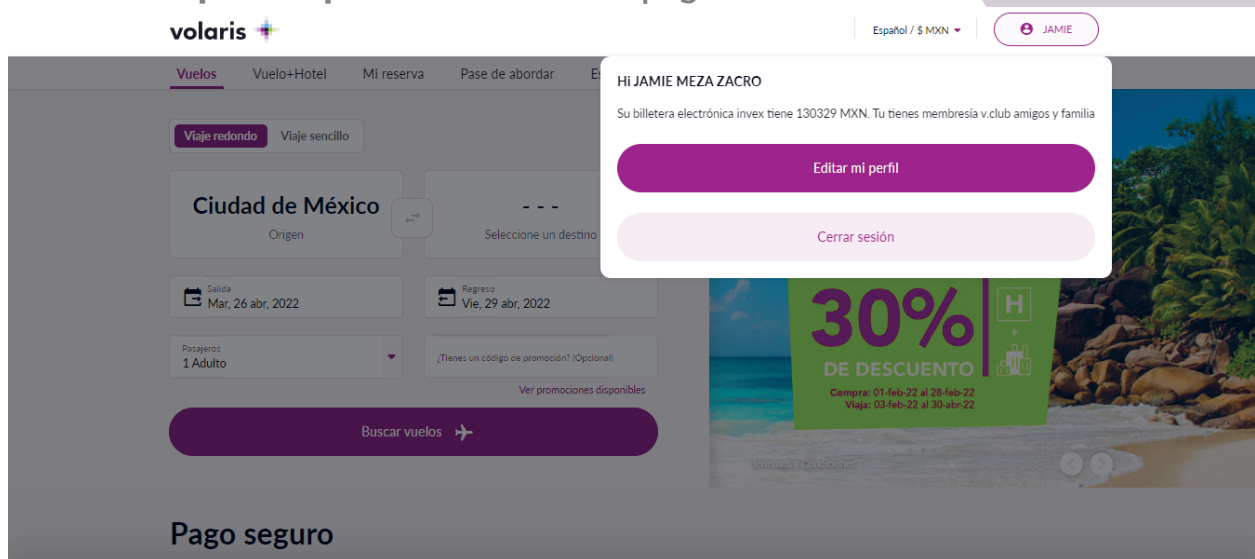 volaris
Español / $ MXN
JAMIE
Vuelos
Vuelo+Hotel
Mi reserva
Pase de abordar
Hi JAMIE MEZA ZACRO
Su billetera electrónica invex tiene 130329 MXN. Tu tienes membresía v.club amigos y familia
Editar mi perfil
Cerrar sesión
Viaje redondo
Viaje sencillo
Ciudad de México
Origen
- - -
Seleccione un destino
Salida
Mar, 26 abr, 2022
Regreso
Vie, 29 abr, 2022
Pasajeros
1 Adulto
¿Tienes un código de promoción? (Opcional)
Ver promociones disponibles
Buscar vuelos
30%
DE DESCUENTO
H
+
Compra: 01-feb-22 al 28-feb-22
Viaja: 03-feb-22 al 30-abr-22
Términos y Condiciones
Pago seguro